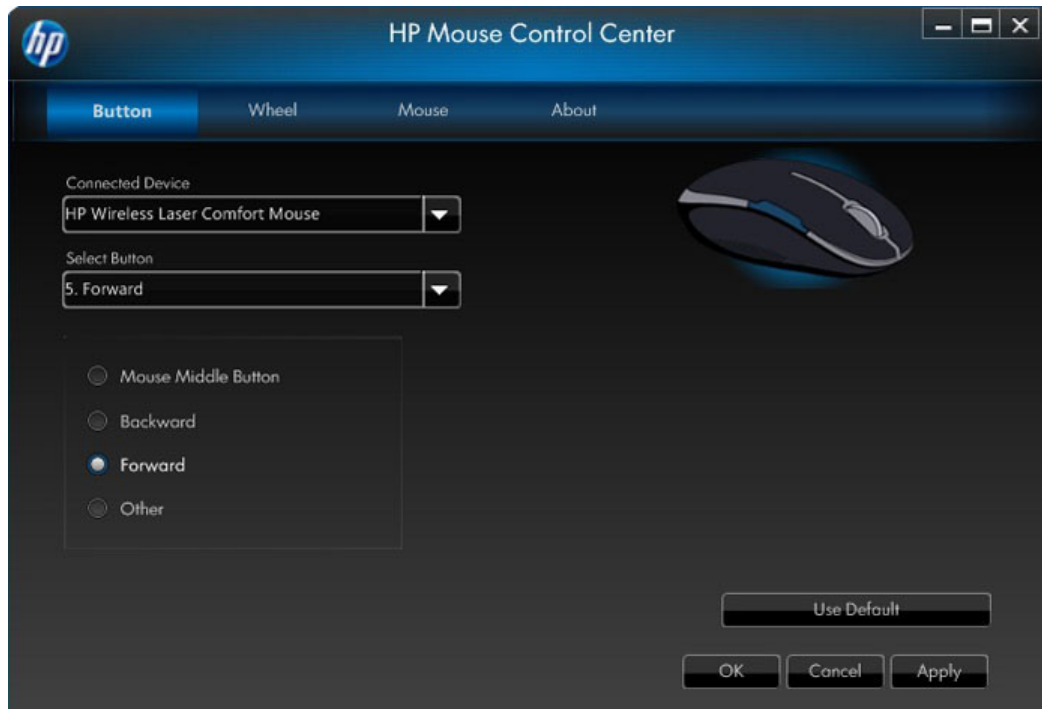 hp
HP Mouse Control Center
Button Wheel Mouse About
Connected Device
HP Wireless Laser Comfort Mouse
Select Button
5. Forward
Mouse Middle Button
Backward
Forward
Other
Use Default
OK Cancel Apply